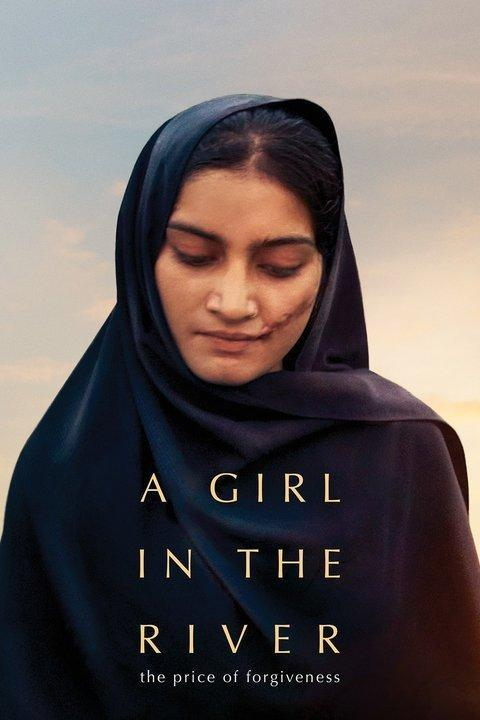 A GIRL
IN THE
RIVER
the price of forgiveness